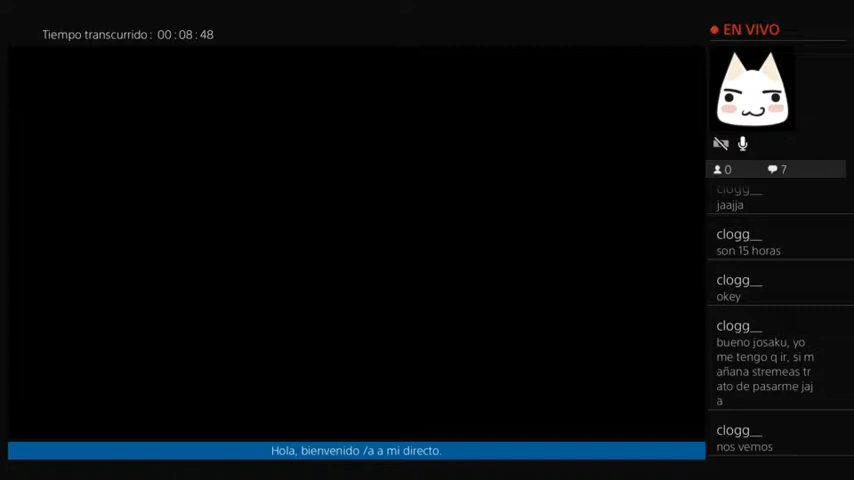 Tiempo transcurrido: 00:08:48
EN VIVO
0 7
clogg__
jaajja
clogg__
son 15 horas
clogg__
okey
clogg__
bueno josaku, yo
me tengo q ir, si m
añana stremeas tr
ato de pasarme jaj
a
clogg__
nos vemos
Hola, bienvenido /a a mi directo.